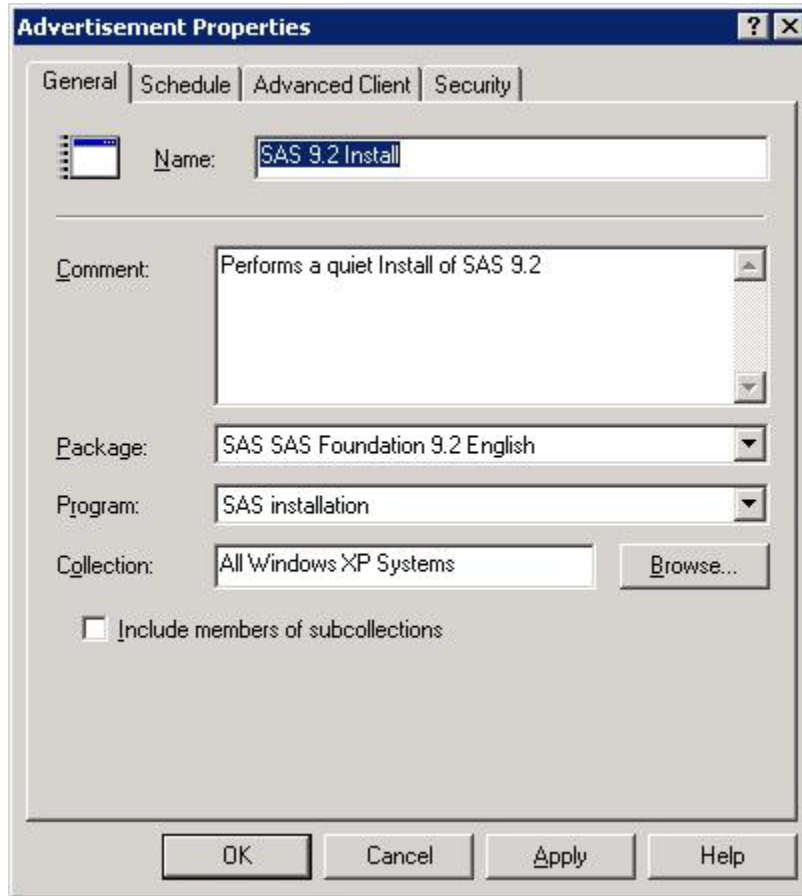 Advertisement Properties
General Schedule Advanced Client Security
Name: SAS 9.2 Install
Comment: Performs a quiet Install of SAS 9.2
Package: SAS SAS Foundation 9.2 English
Program: SAS installation
Collection: All Windows XP Systems Browse...
Include members of subcollections
OK Cancel Apply Help